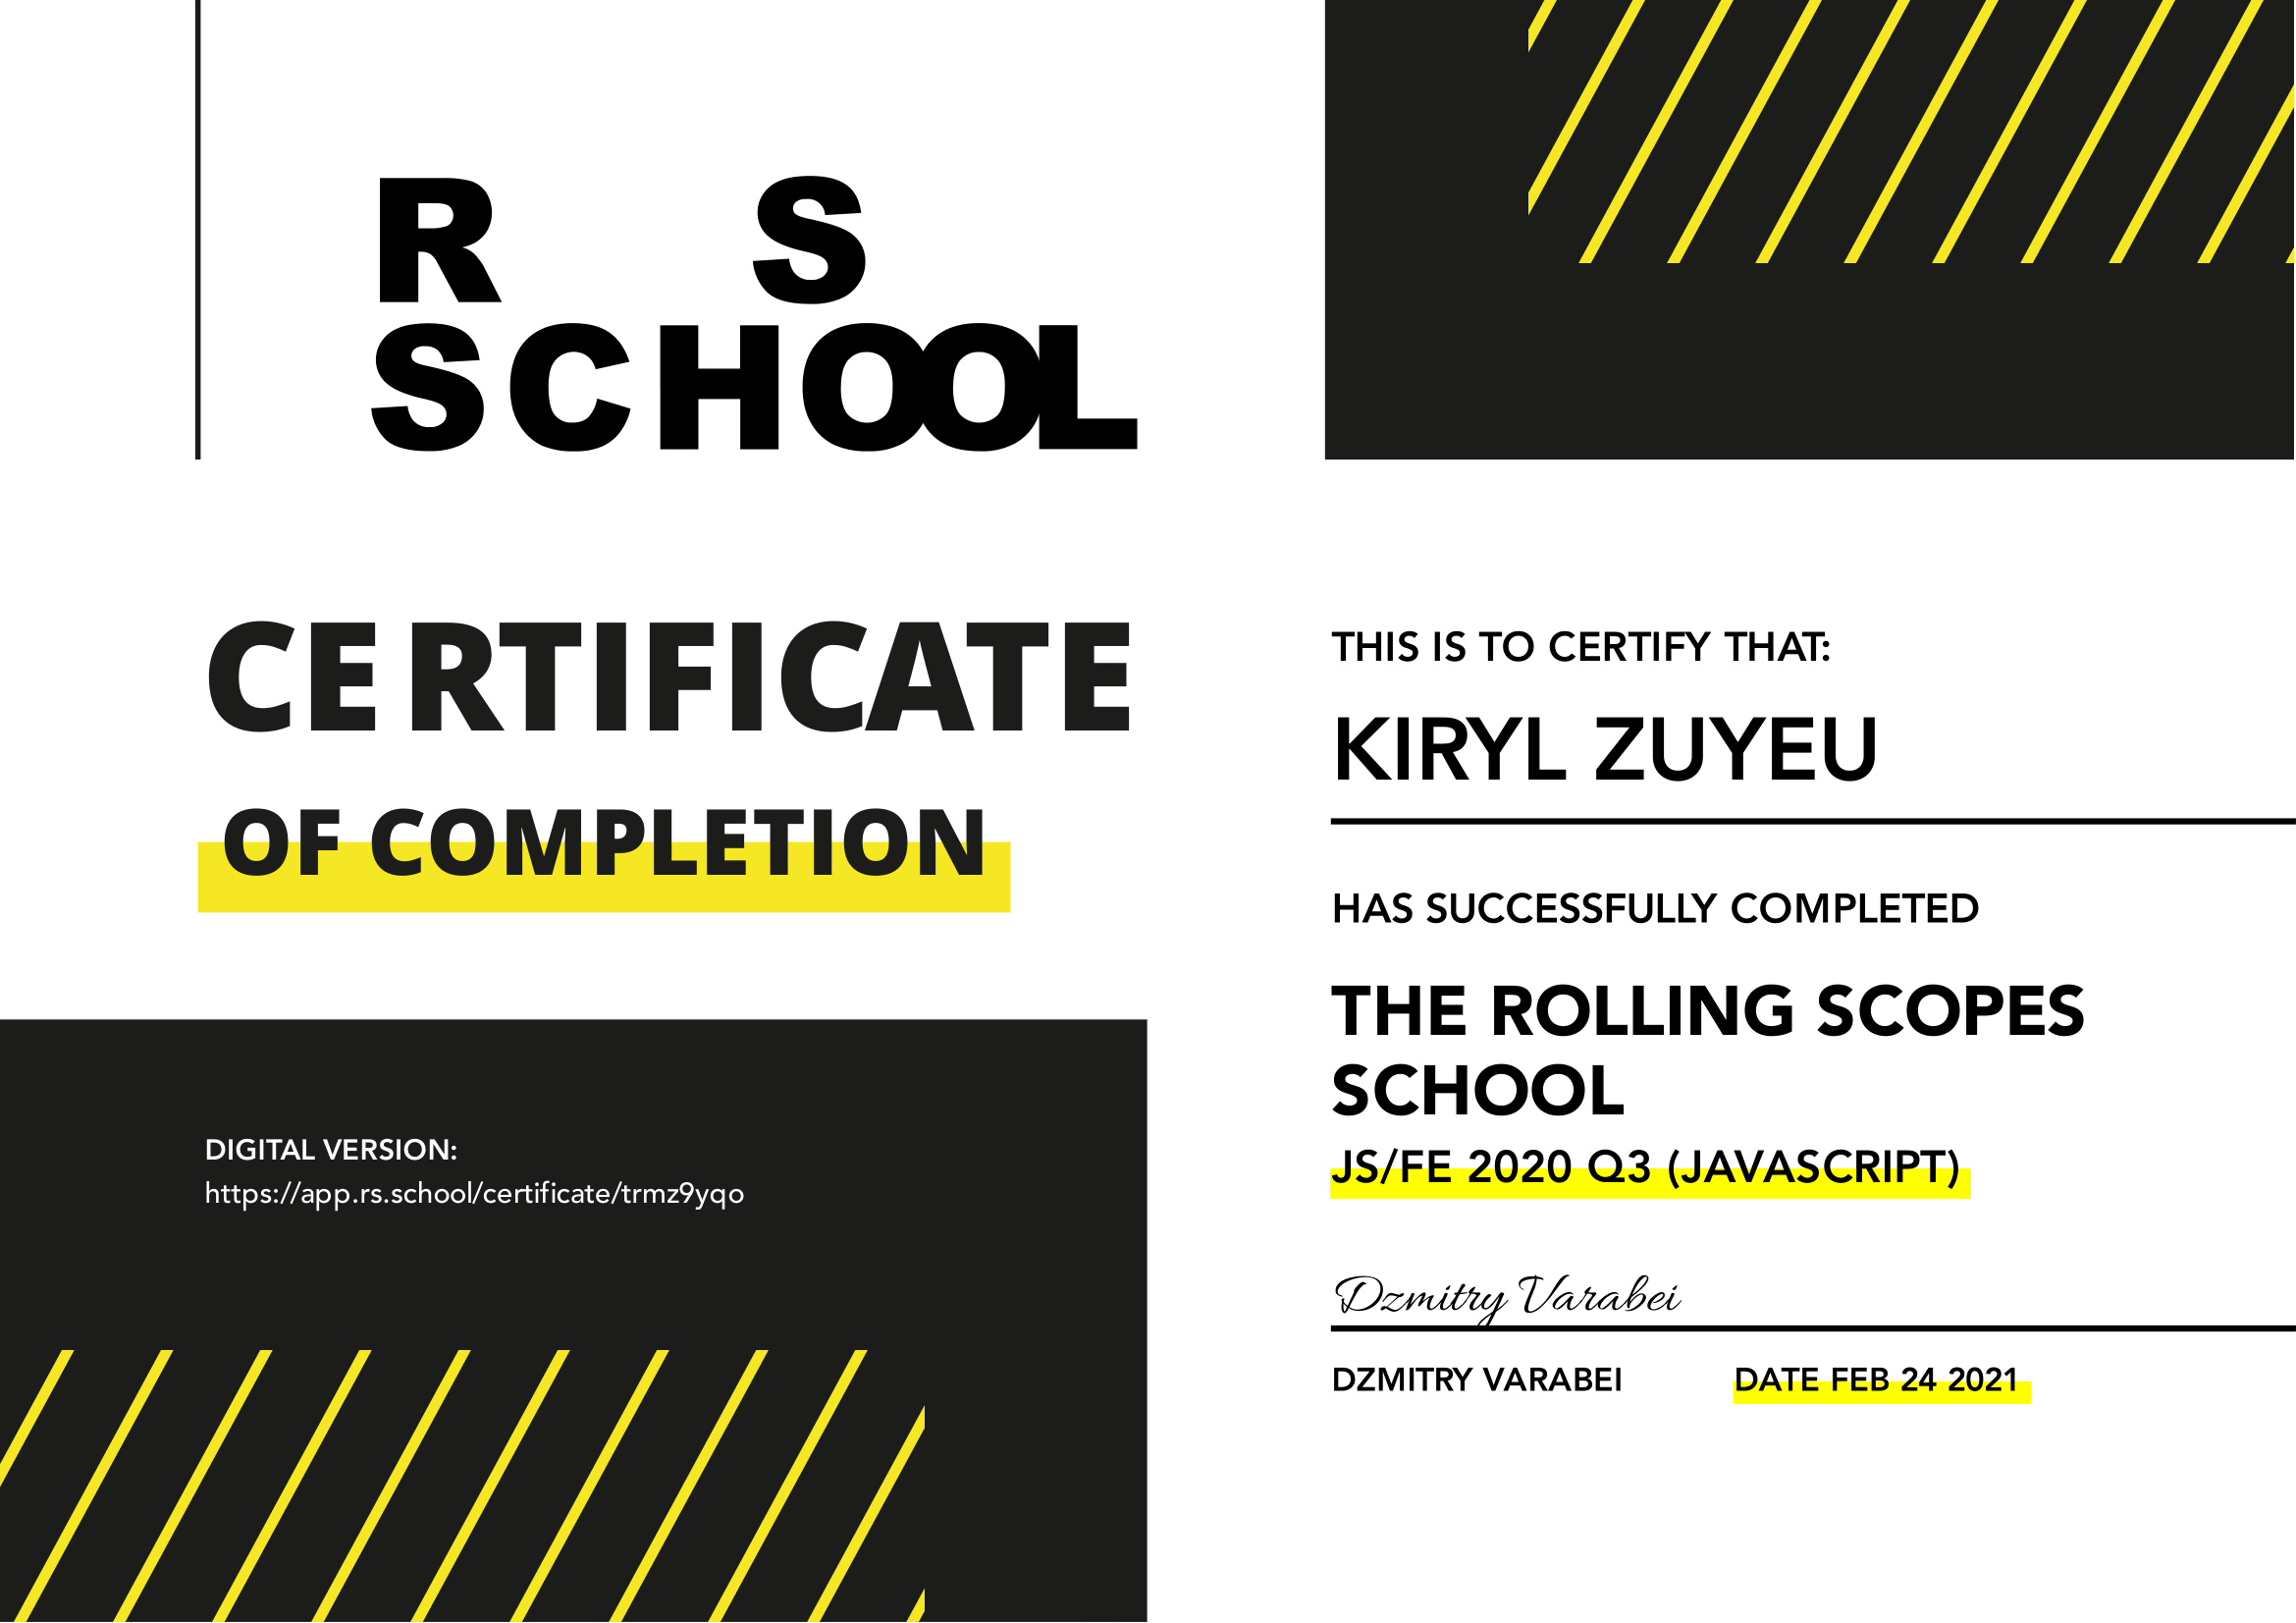 R S
SCHOOL
CERTIFICATE
OF COMPLETION
DIGITAL VERSION:
https://app.rs.school/certificate/trmz9yqo
THIS IS TO CERTIFY THAT:
KIRYL ZUYEU
HAS SUCCESSFULLY COMPLETED
THE ROLLING SCOPES
SCHOOL
JS/FE 2020 Q3 (JAVASCRIPT)
Dzmitry Varabei
DZMITRY VARABEI DATE FEB 24 2021